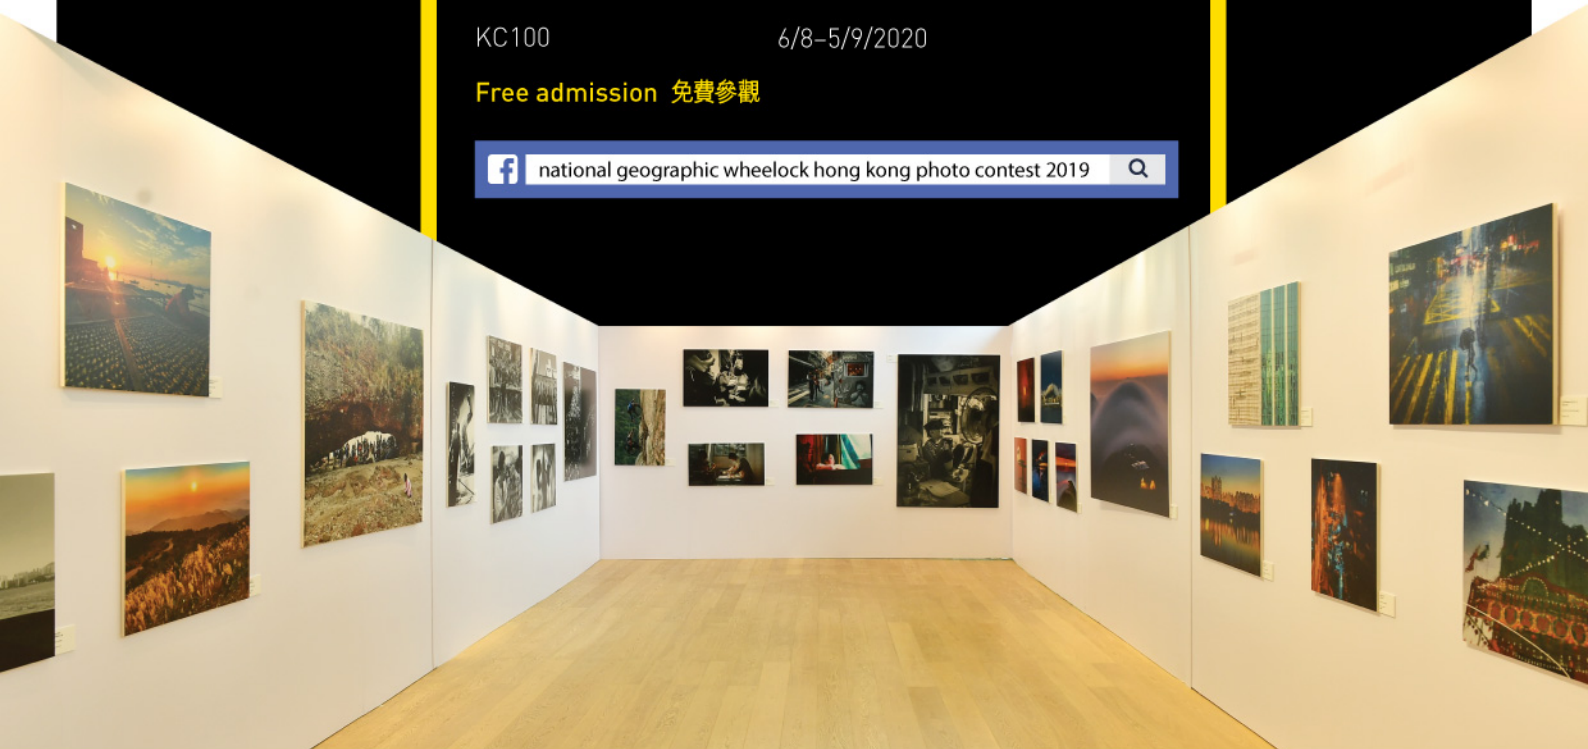 KC100 6/8–5/9/2020
Free admission 免費參觀
national geographic wheelock hong kong photo contest 2019